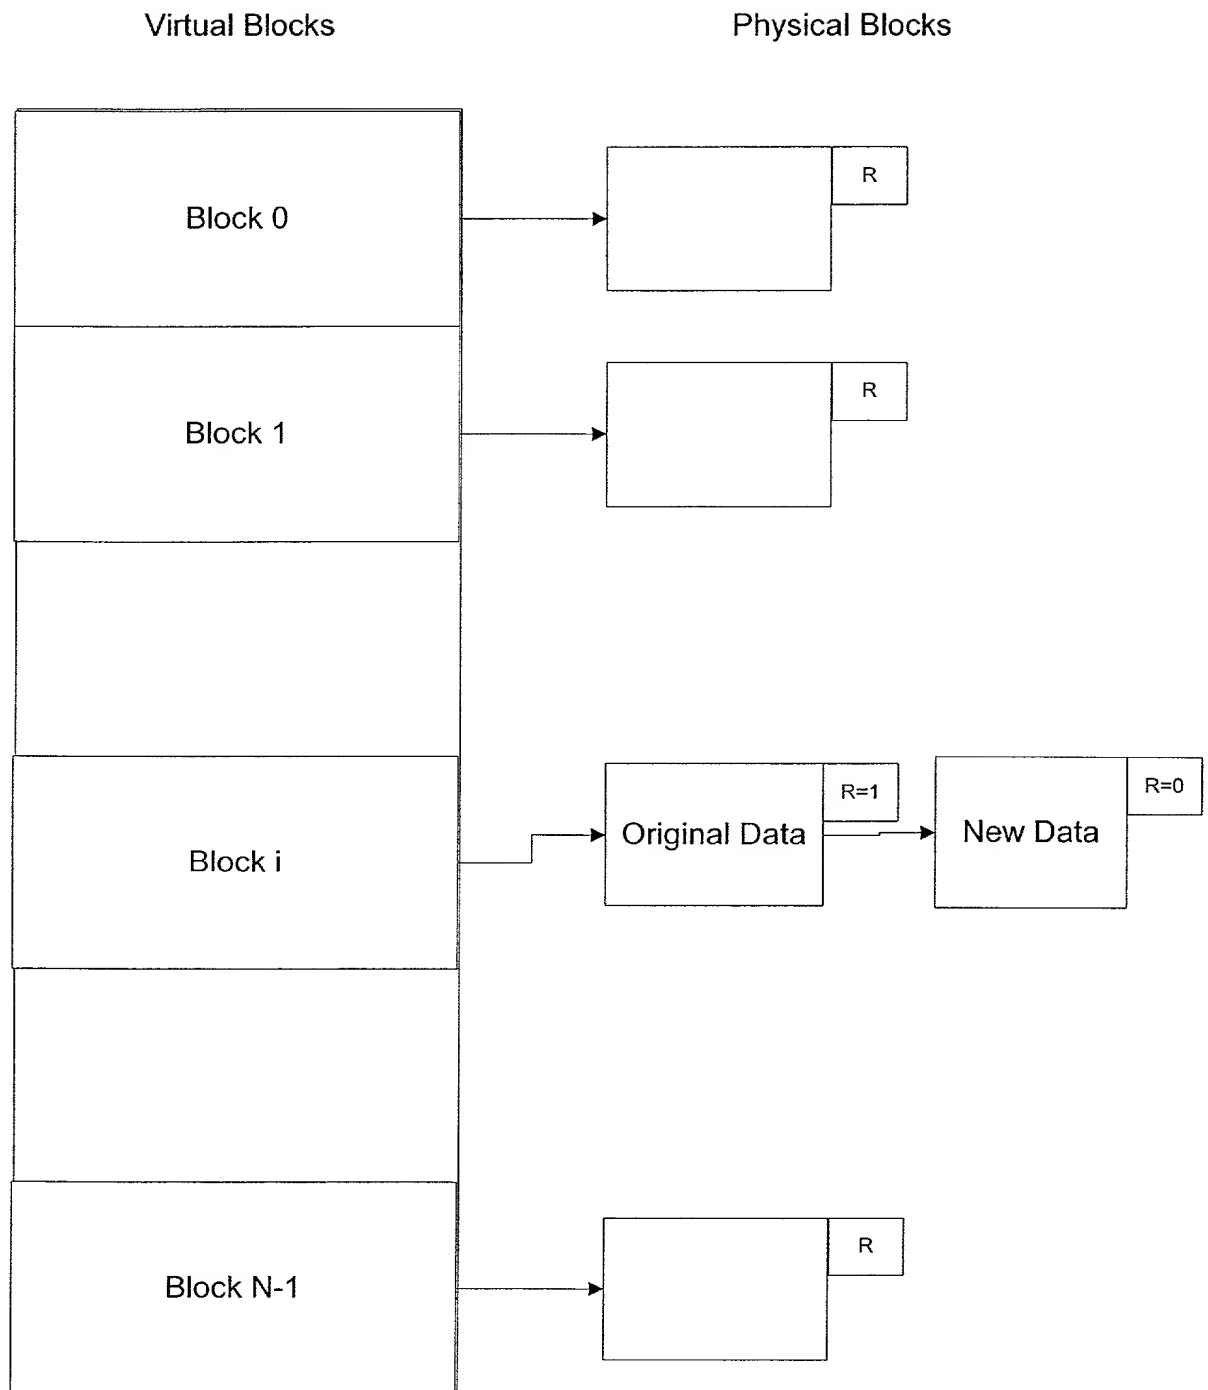 Virtual Blocks
Physical Blocks
Block 0
R
Block 1
R
Block i
Original Data
R=1
New Data
R=0
Block N-1
R